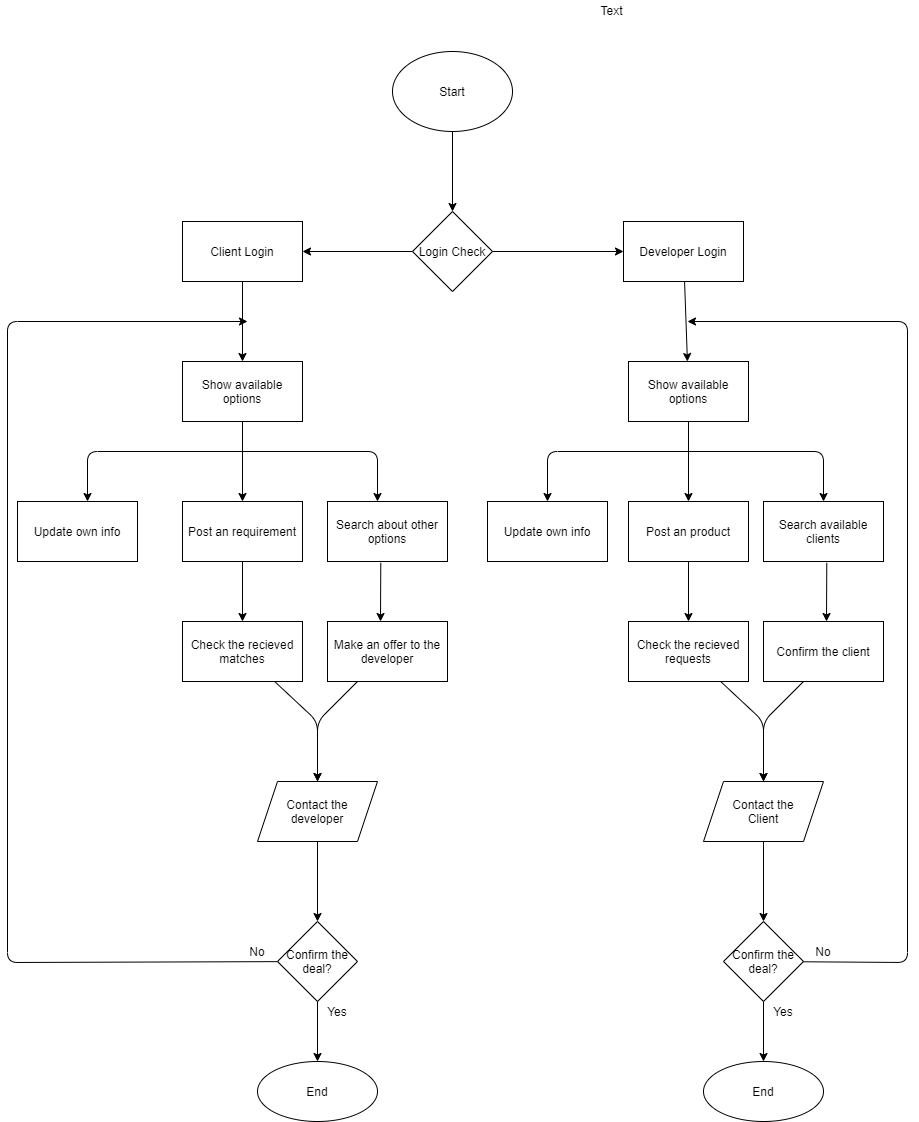 Text
Start
Client Login
Login Check
Developer Login
Show available
options
Show available
options
Update own info
Post an requirement
Search about other
options
Update own info
Post an product
Search available
clients
Check the recieved
matches
Make an offer to the
developer
Check the recieved
requests
Confirm the client
Contact the
developer
Contact the
Client
No
Confirm the
deal?
Confirm the
deal?
No
Yes
Yes
End
End